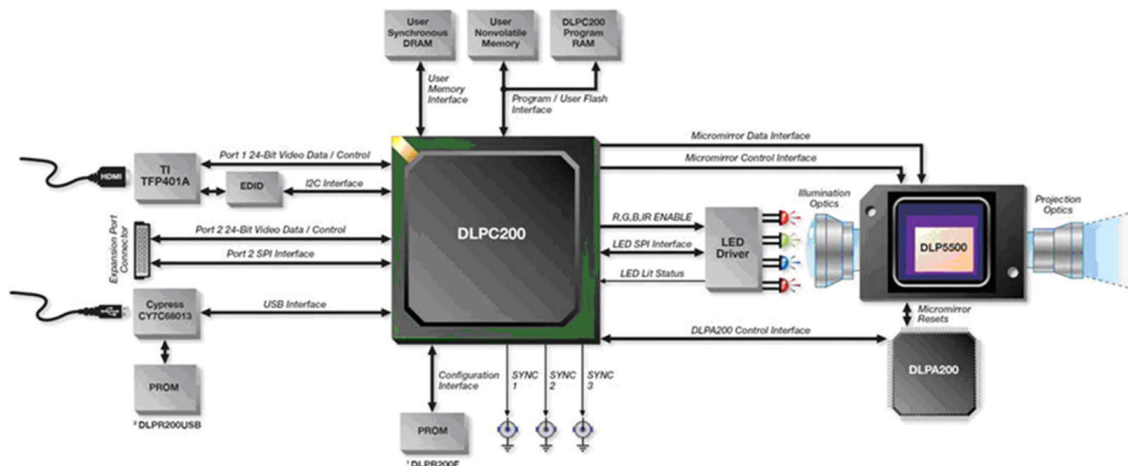 User
Synchronous
DRAM
User
Nonvolatile
Memory
DLPC200
Program
RAM
User
Memory
Interface
Program / User Flash
Interface
Micromirror Data Interface
Micromirror Control Interface
HDMI
TI
TFP401A
Port 1 24-Bit Video Data / Control
EDID
I2C Interface
Expansion Port
Connector
Port 2 24-Bit Video Data / Control
Port 2 SPI Interface
Cypress
CY7C68013
USB Interface
PROM
² DLPR200USB
DLPC200
R,G,B,IR ENABLE
LED SPI Interface
LED Lit Status
LED
Driver
Illumination
Optics
DLP5500
Projection
Optics
Micromirror
Resets
DLPA200 Control Interface
DLPA200
Configuration
Interface
SYNC
1
SYNC
2
SYNC
3
PROM
¹ DLPR200F